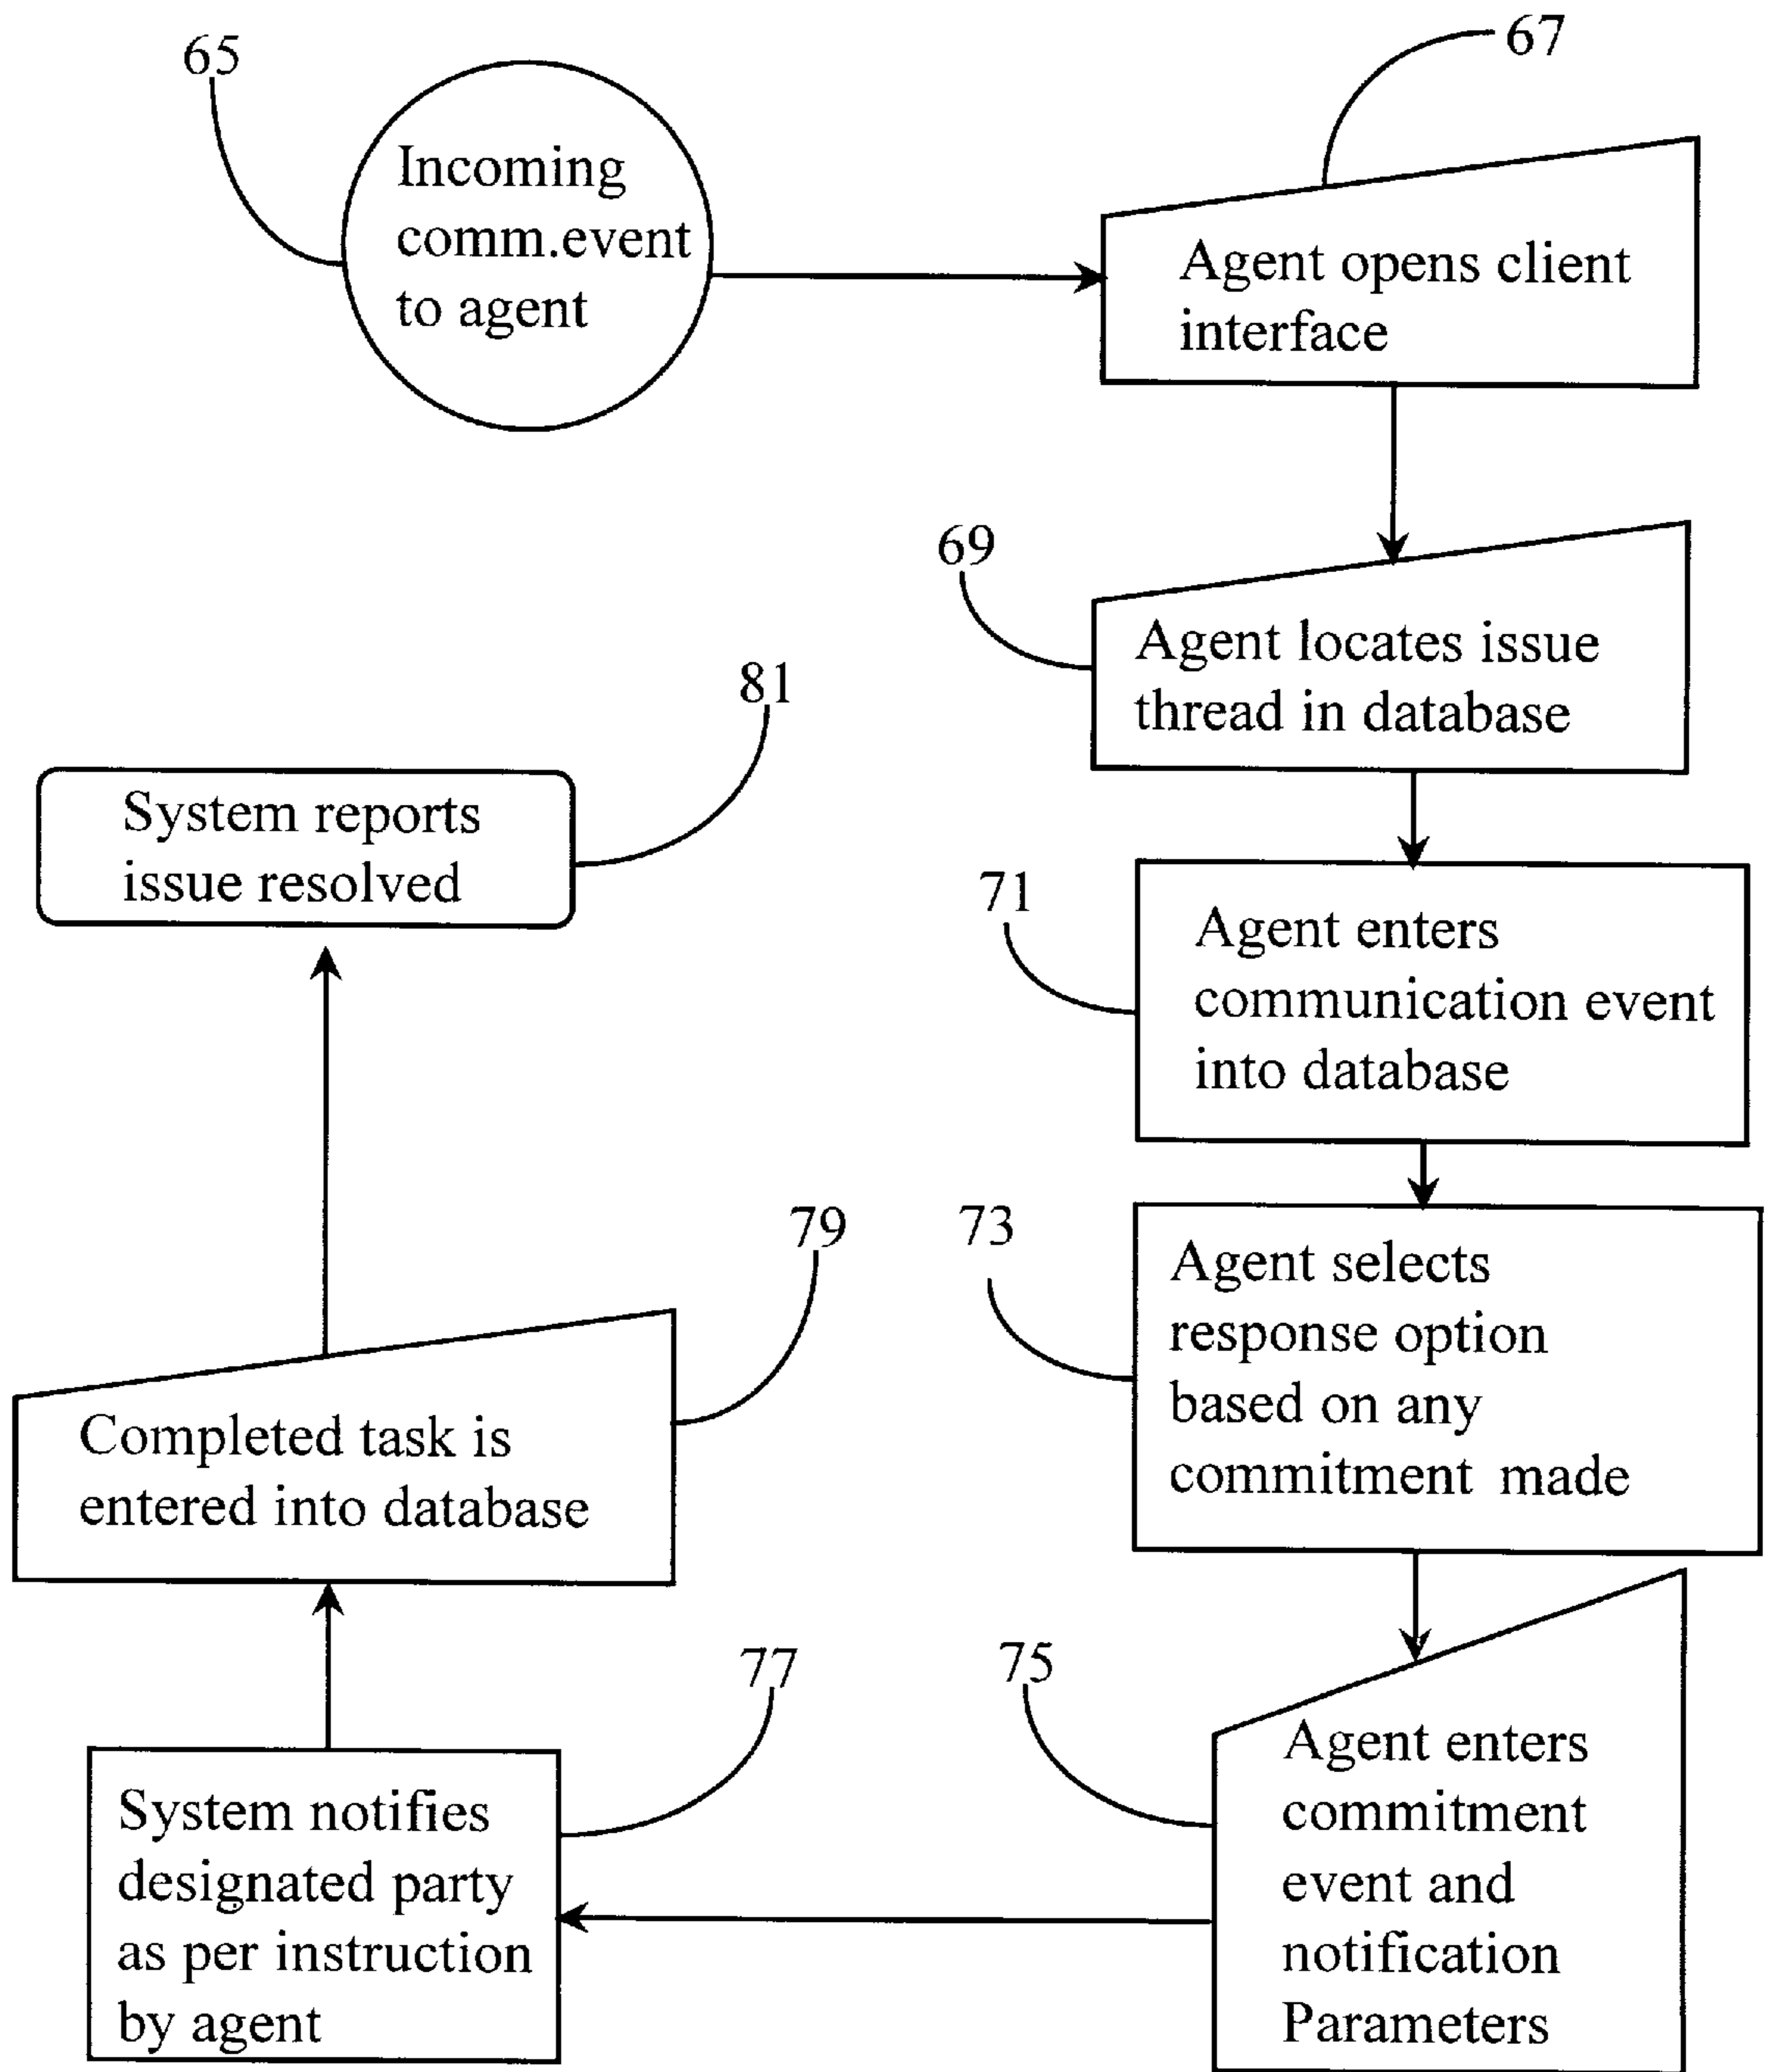 65
Incoming
comm.event
to agent
67
Agent opens client
interface
69
Agent locates issue
thread in database
71
Agent enters
communication event
into database
73
Agent selects
response option
based on any
commitment made
75
Agent enters
commitment
event and
notification
Parameters
77
System notifies
designated party
as per instruction
by agent
79
Completed task is
entered into database
81
System reports
issue resolved